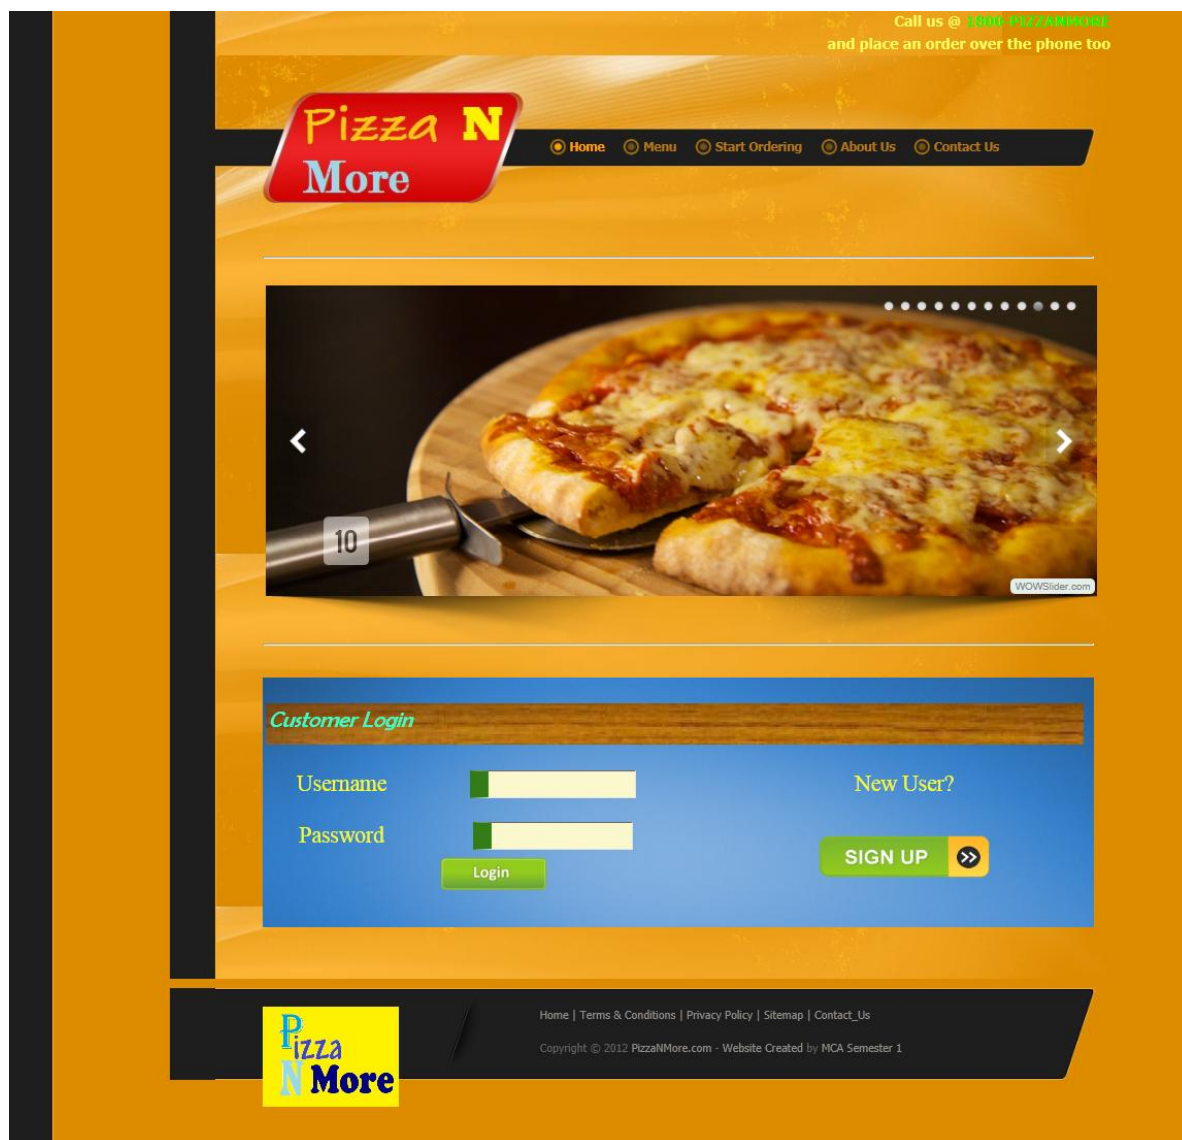 Call us @ 1800-PIZZANMORE
and place an order over the phone too
Pizza N
More
Home Menu Start Ordering About Us Contact Us
10
WOWSlider.com
Customer Login
Username
New User?
Password
SIGN UP
Login
Home | Terms & Conditions | Privacy Policy | Sitemap | Contact_Us
Pizza
N More
Copyright © 2012 PizzaNMore.com - Website Created by MCA Semester 1